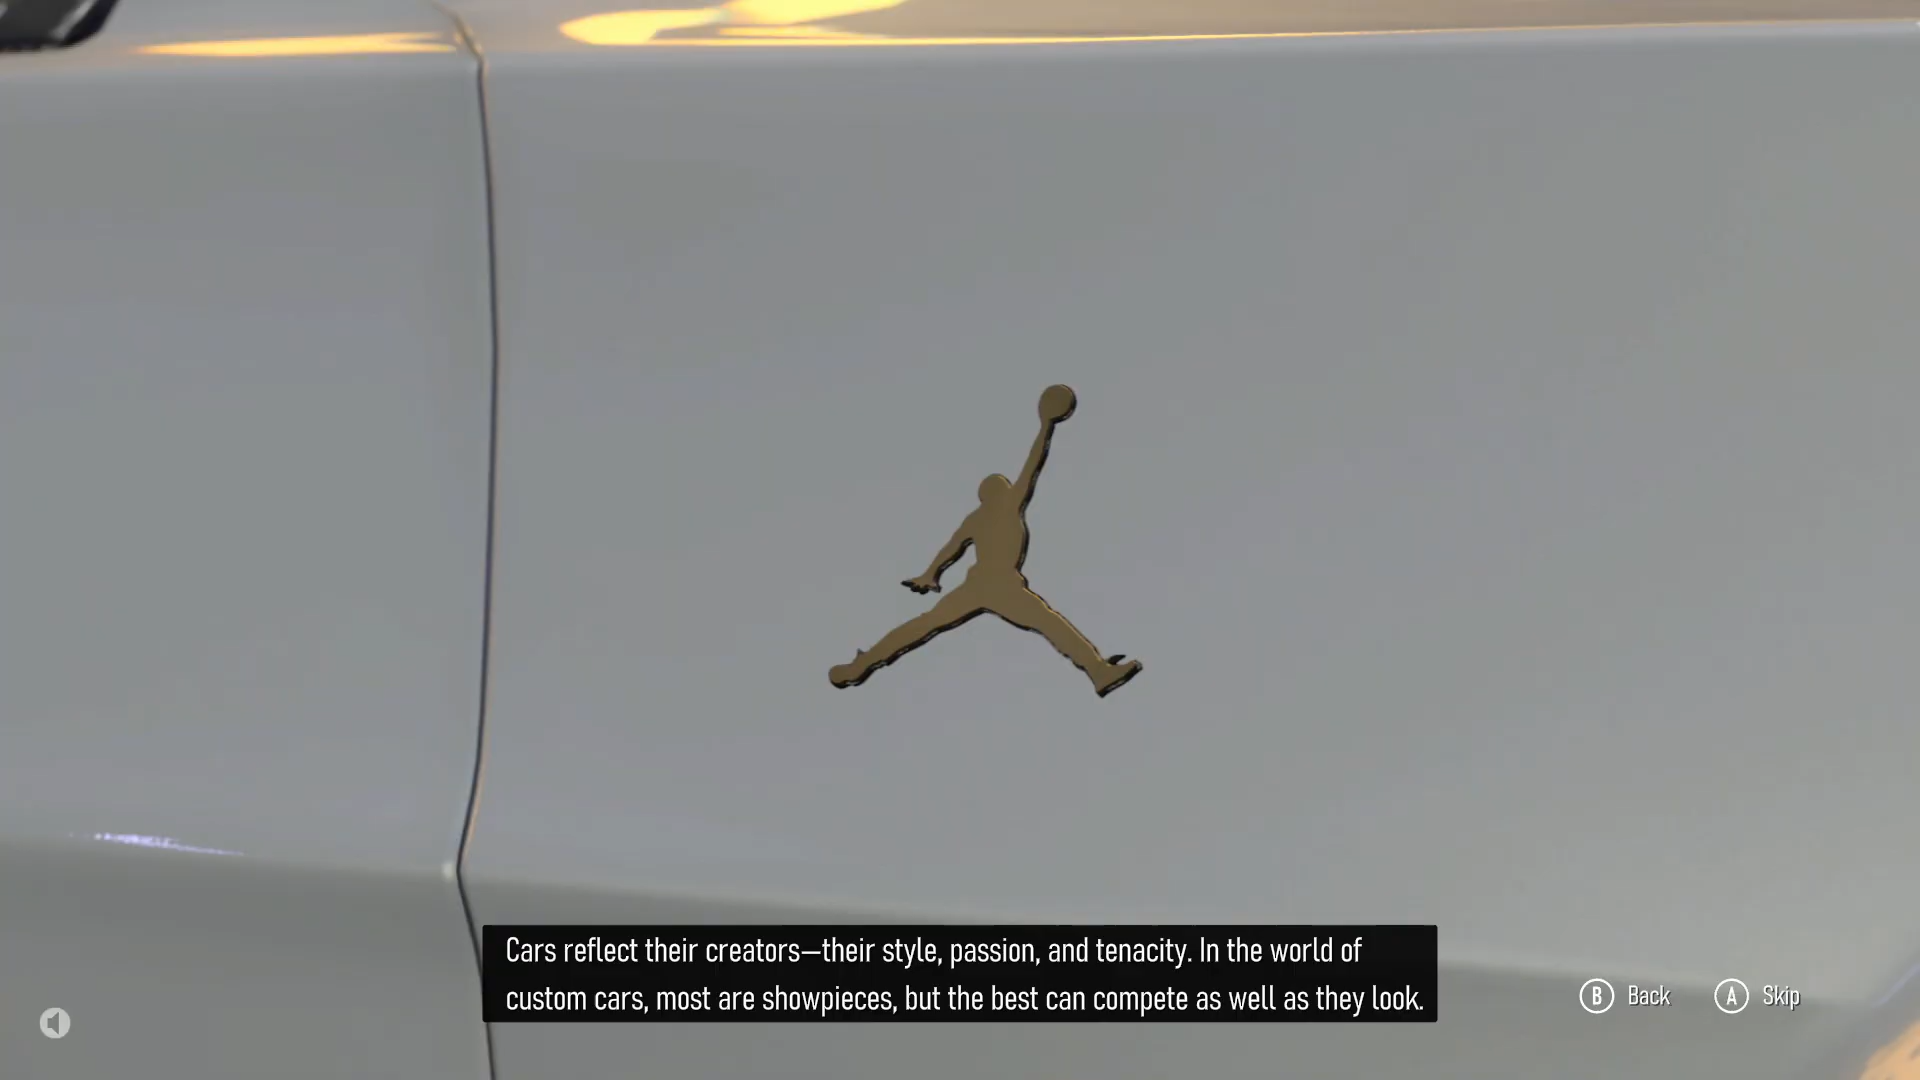 Cars reflect their creators—their style, passion, and tenacity. In the world of
custom cars, most are showpieces, but the best can compete as well as they look.
B Back A Skip